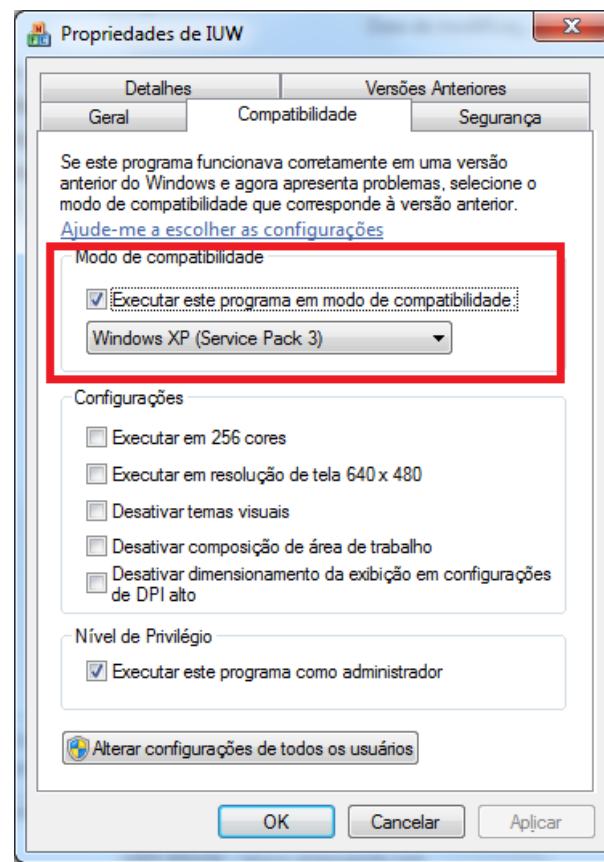 Propriedades de IUW
Detalhes
Versões Anteriores
Geral
Compatibilidade
Segurança
Se este programa funcionava corretamente em uma versão
anterior do Windows e agora apresenta problemas, selecione o
modo de compatibilidade que corresponde à versão anterior.
Ajude-me a escolher as configurações
Modo de compatibilidade
Executar este programa em modo de compatibilidade:
Windows XP (Service Pack 3)
Configurações
Executar em 256 cores
Executar em resolução de tela 640 x 480
Desativar temas visuais
Desativar composição de área de trabalho
Desativar dimensionamento da exibição em configurações
de DPI alto
Nível de Privilégio
Executar este programa como administrador
Alterar configurações de todos os usuários
OK
Cancelar
Aplicar